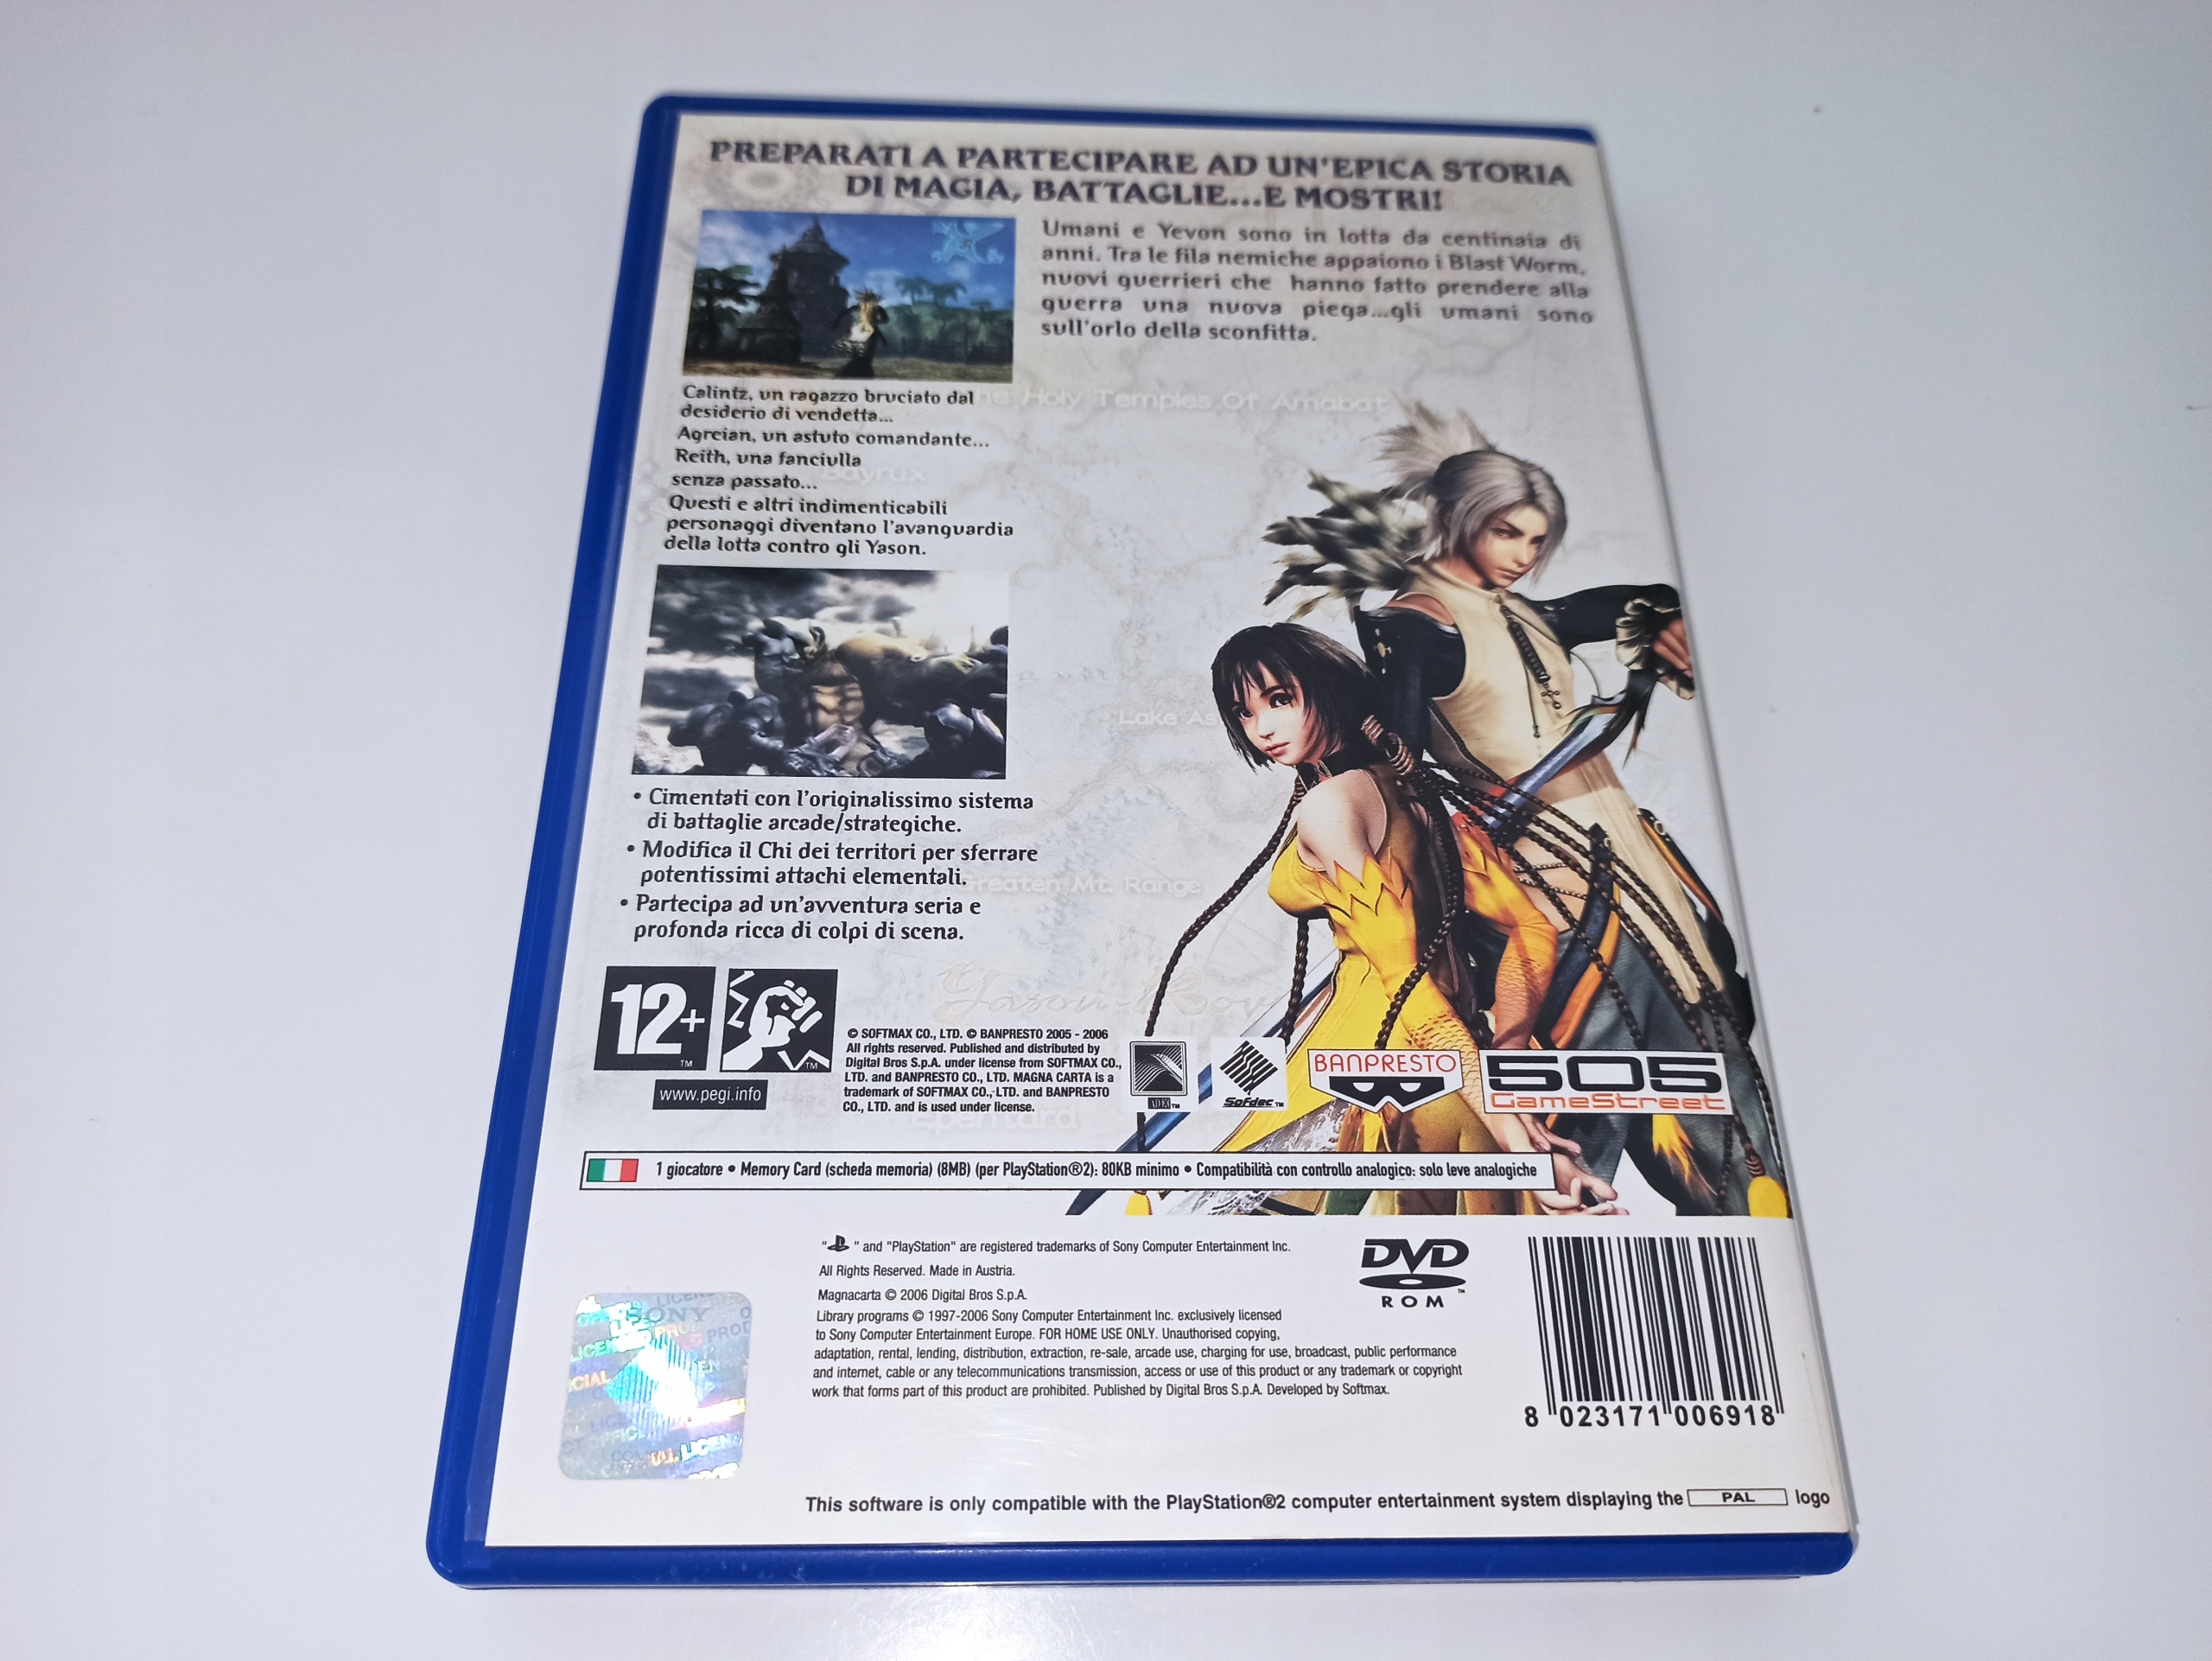 PREPARATI A PARTECIPARE AD UN'EPICA STORIA
DI MAGIA, BATTAGLIE...E MOSTRI!
Umani e Yevon sono in lotta da centinaia di
anni. Tra le fila nemiche appaiono i Blast Worm,
nuovi guerrieri che hanno fatto prendere alla
guerra una nuova piega...gli umani sono
sull'orlo della sconfitta.
Holy Temples Of Amabat
Calintz, un ragazzo bruciato dal
desiderio di vendetta...
Agreian, un astuto comandante...
Reith, una fanciulla
senza passato...
Questi e altri indimenticabili
personaggi diventano l'avanguardia
della lotta contro gli Yason.
Lake As
• Cimentati con l'originalissimo sistema
di battaglie arcade/strategiche.
• Modifica il Chi dei territori per sferrare
potentissimi attachi elementali.
• Partecipa ad un'avventura seria e
profonda ricca di colpi di scena.
reaten Mt. Range
12+
TM
TM
www.pegi.info
© SOFTMAX CO., LTD. © BANPRESTO 2005 - 2006
All rights reserved. Published and distributed by
Digital Bros S.p.A. under license from SOFTMAX CO.,
LTD. and BANPRESTO CO., LTD. MAGNA CARTA is a
trademark of SOFTMAX CO., LTD. and BANPRESTO
CO., LTD. and is used under license.
ADX™
Sofdec™
BANPRESTO
505
GameStreet
1 giocatore • Memory Card (scheda memoria) (8MB) (per PlayStation®2): 80KB minimo • Compatibilità con controllo analogico: solo leve analogiche
" " and "PlayStation" are registered trademarks of Sony Computer Entertainment Inc.
All Rights Reserved. Made in Austria.
Magnacarta © 2006 Digital Bros S.p.A.
Library programs © 1997-2006 Sony Computer Entertainment Inc. exclusively licensed
to Sony Computer Entertainment Europe. FOR HOME USE ONLY. Unauthorised copying,
adaptation, rental, lending, distribution, extraction, re-sale, arcade use, charging for use, broadcast, public performance
and internet, cable or any telecommunications transmission, access or use of this product or any trademark or copyright
work that forms part of this product are prohibited. Published by Digital Bros S.p.A. Developed by Softmax.
DVD
ROM
™
SONY
8 023171 006918
This software is only compatible with the PlayStation®2 computer entertainment system displaying the PAL logo